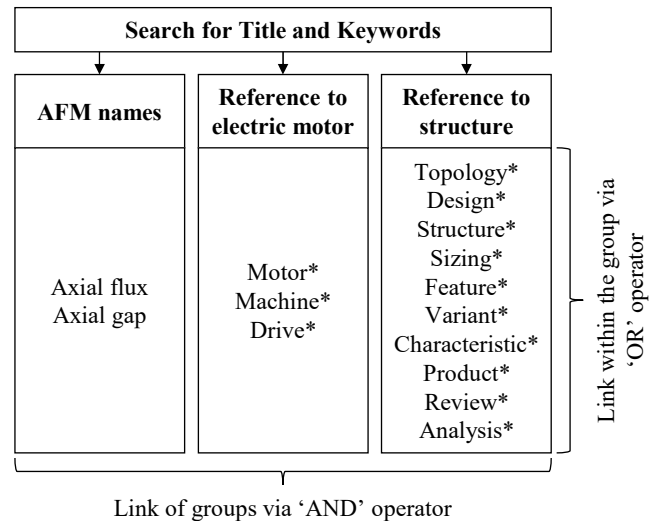 Search for Title and Keywords
AFM names
Axial flux
Axial gap
Reference to
electric motor
Motor*
Machine*
Drive*
Reference to
structure
Topology*
Design*
Structure*
Sizing*
Feature*
Variant*
Characteristic*
Product*
Review*
Analysis*
Link within the group via
‘OR’ operator
Link of groups via ‘AND’ operator